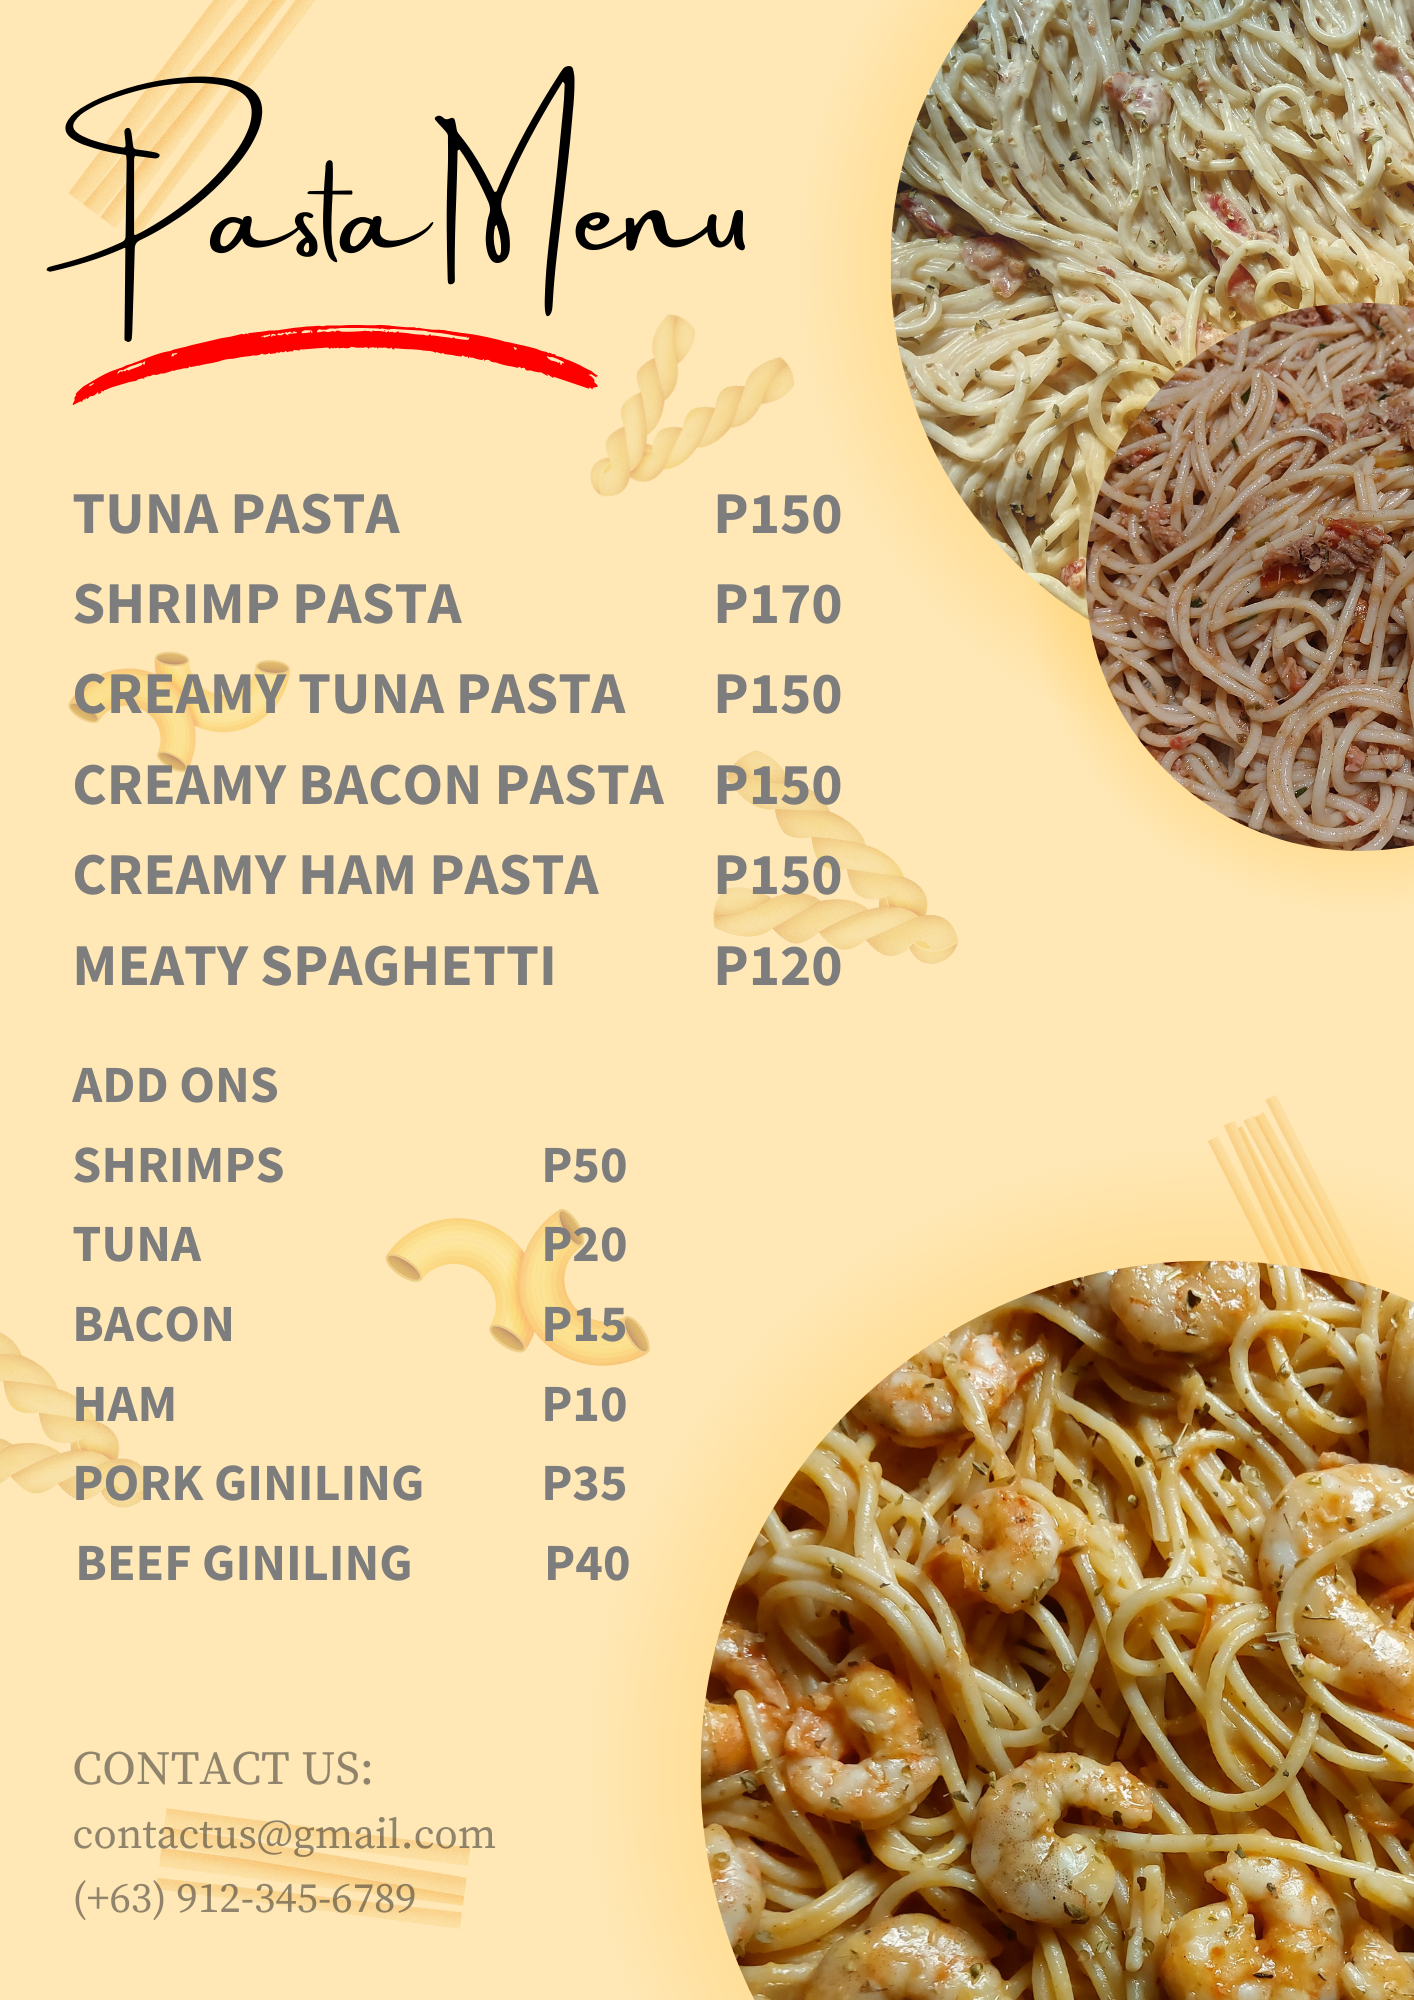 Pasta Menu
TUNA PASTA P150
SHRIMP PASTA P170
CREAMY TUNA PASTA P150
CREAMY BACON PASTA P150
CREAMY HAM PASTA P150
MEATY SPAGHETTI P120
ADD ONS
SHRIMPS P50
TUNA P20
BACON P15
HAM P10
PORK GINILING P35
BEEF GINILING P40
CONTACT US:
contactus@gmail.com
(+63) 912-345-6789